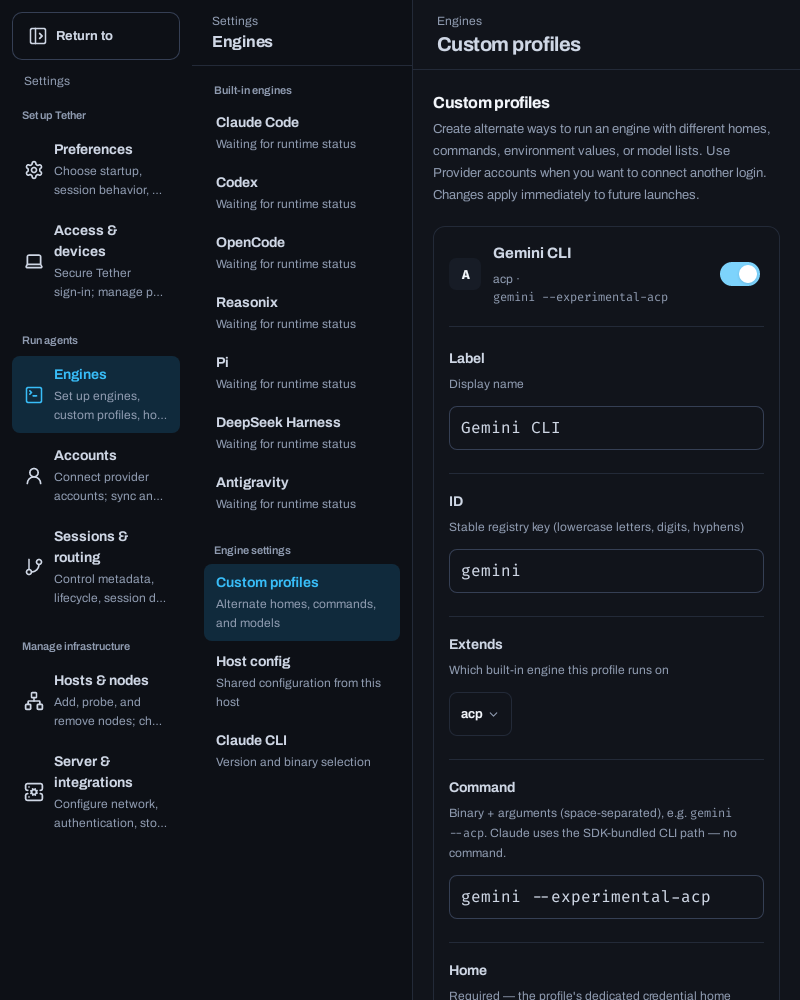 Return to
Settings
Set up Tether
Preferences
Choose startup,
session behavior, ...
Access &
devices
Secure Tether
sign-in; manage p...
Run agents
Engines
Set up engines,
custom profiles, ho...
Accounts
Connect provider
accounts; sync an...
Sessions &
routing
Control metadata,
lifecycle, session d...
Manage infrastructure
Hosts & nodes
Add, probe, and
remove nodes; ch...
Server &
integrations
Configure network,
authentication, sto...
Settings
Engines
Built-in engines
Claude Code
Waiting for runtime status
Codex
Waiting for runtime status
OpenCode
Waiting for runtime status
Reasonix
Waiting for runtime status
Pi
Waiting for runtime status
DeepSeek Harness
Waiting for runtime status
Antigravity
Waiting for runtime status
Engine settings
Custom profiles
Alternate homes, commands,
and models
Host config
Shared configuration from this
host
Claude CLI
Version and binary selection
Engines
Custom profiles
Custom profiles
Create alternate ways to run an engine with different homes,
commands, environment values, or model lists. Use
Provider accounts when you want to connect another login.
Changes apply immediately to future launches.
A
Gemini CLI
acp ·
gemini --experimental-acp
Label
Display name
Gemini CLI
ID
Stable registry key (lowercase letters, digits, hyphens)
gemini
Extends
Which built-in engine this profile runs on
acp
Command
Binary + arguments (space-separated), e.g. gemini
--acp. Claude uses the SDK-bundled CLI path — no
command.
gemini --experimental-acp
Home
Required — the profile's dedicated credential home